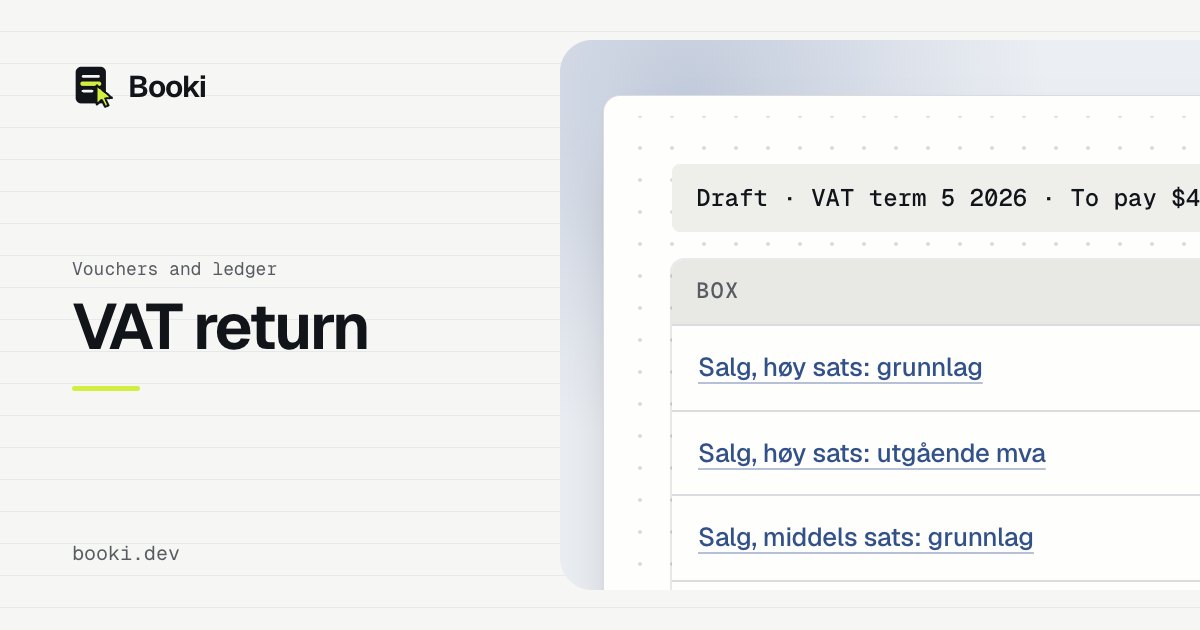 Booki
Vouchers and ledger
VAT return
booki.dev
Draft · VAT term 5 2026 · To pay $4
BOX
Salg, høy sats: grunnlag
Salg, høy sats: utgående mva
Salg, middels sats: grunnlag